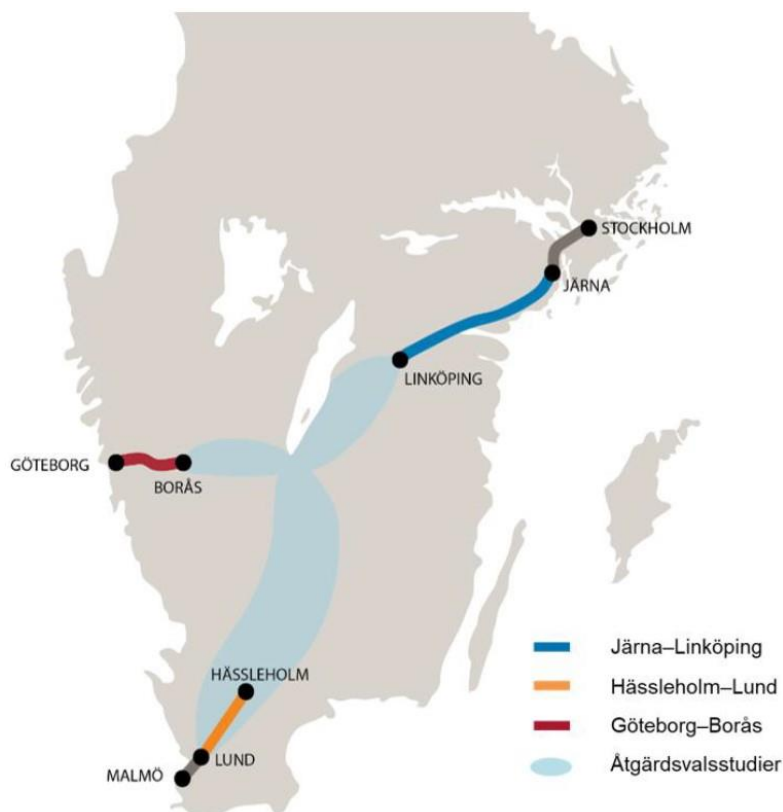 STOCKHOLM
JÄRNA
LINKÖPING
GÖTEBORG
BORÅS
HÄSSLEHOLM
LUND
MALMÖ
Järna–Linköping
Hässleholm–Lund
Göteborg–Borås
Åtgärdsvalsstudier